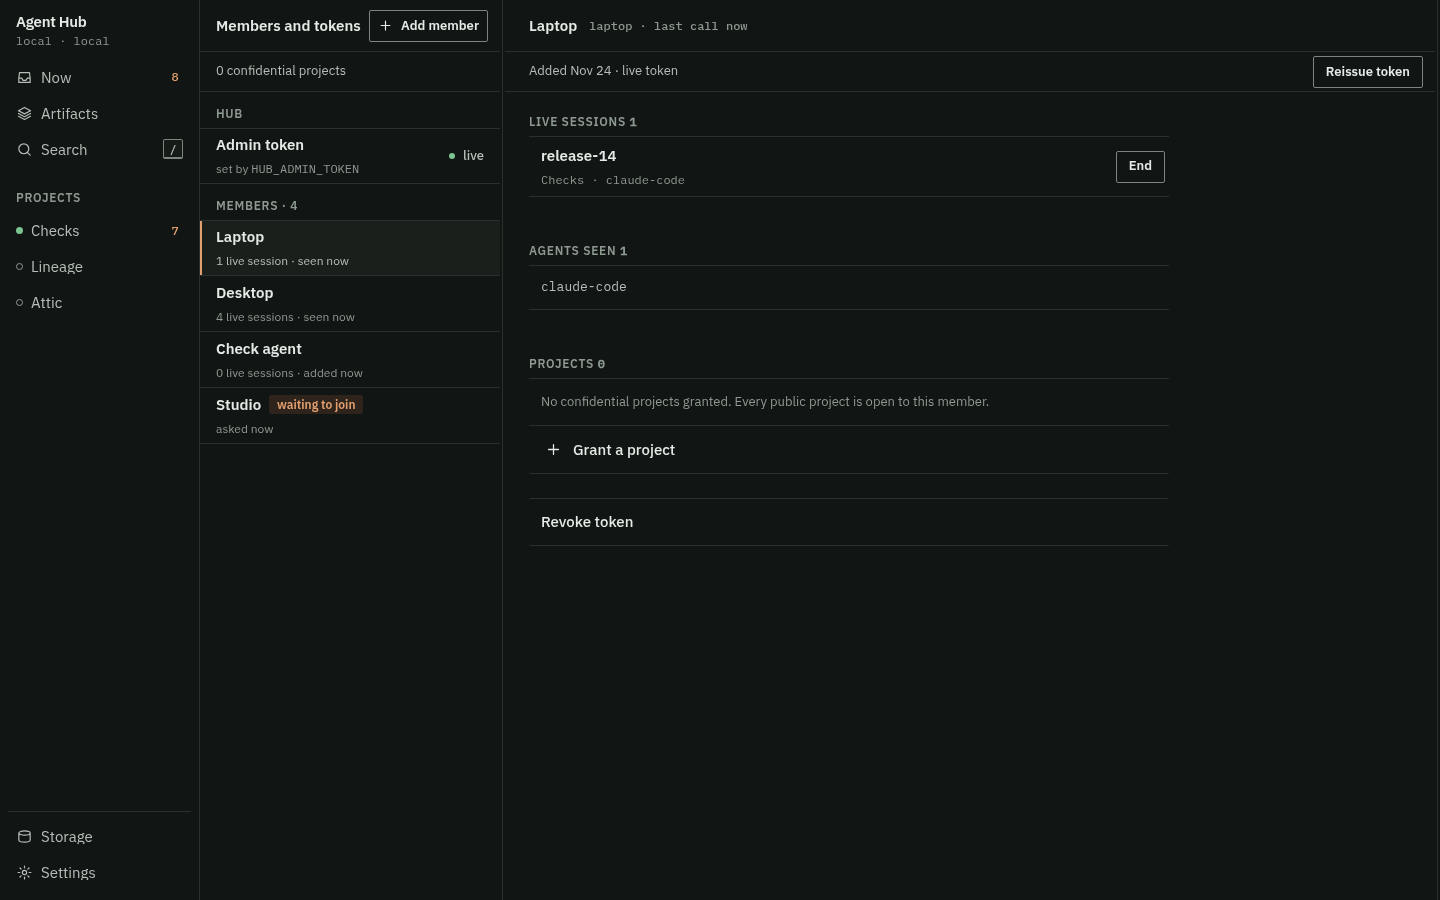 Agent Hub
local · local
Now 8
Artifacts
Search /
PROJECTS
Checks 7
Lineage
Attic
Storage
Settings
Members and tokens
+ Add member
0 confidential projects
HUB
Admin token
set by HUB_ADMIN_TOKEN
live
MEMBERS · 4
Laptop
1 live session · seen now
Desktop
4 live sessions · seen now
Check agent
0 live sessions · added now
Studio waiting to join
asked now
Laptop laptop · last call now
Added Nov 24 · live token
Reissue token
LIVE SESSIONS 1
release-14
Checks · claude-code
End
AGENTS SEEN 1
claude-code
PROJECTS 0
No confidential projects granted. Every public project is open to this member.
+ Grant a project
Revoke token